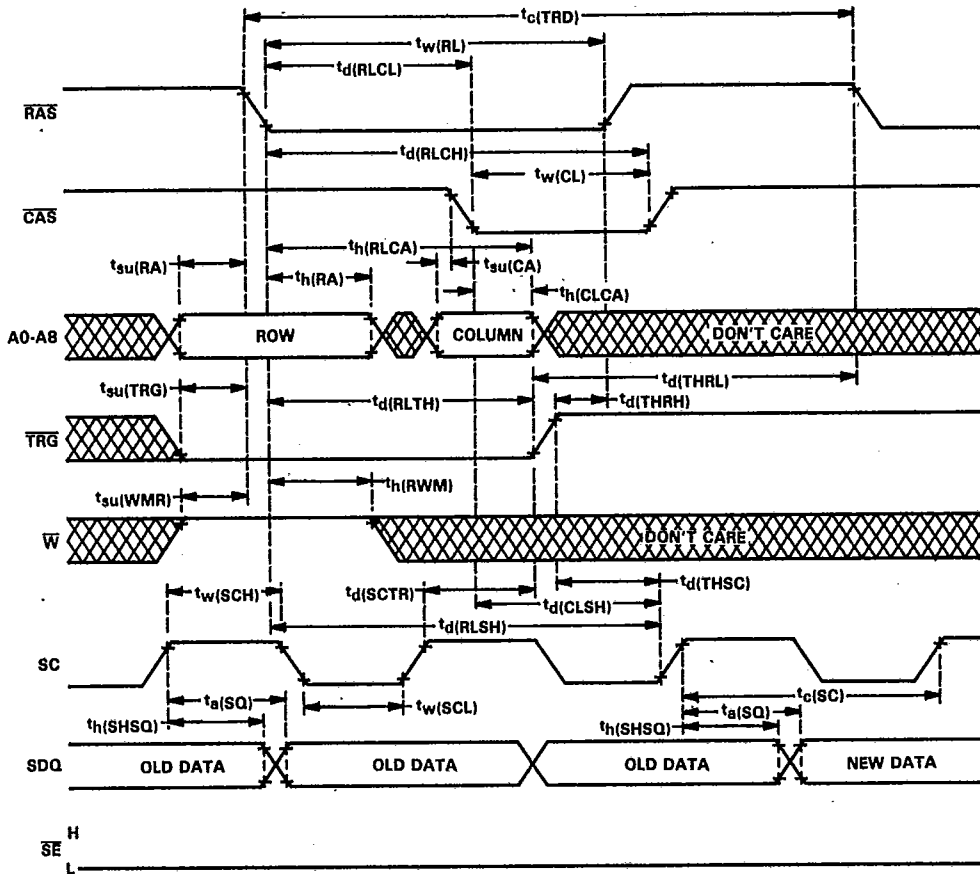 tc(TRD)
tw(RL)
td(RLCL)
RAS
td(RLCH)
tw(CL)
CAS
th(RLCA)
tsu(RA)
th(RA)
tsu(CA)
th(CLCA)
A0-A8
ROW
COLUMN
DON'T CARE
tsu(TRG)
td(THRL)
td(RLTH)
td(THRH)
TRG
tsu(WMR)
th(RWM)
W
DON'T CARE
tw(SCH)
td(SCTR)
td(THSC)
td(CLSH)
td(RLSH)
SC
ta(SQ)
tw(SCL)
tc(SC)
ta(SQ)
th(SHSQ)
th(SHSQ)
SDQ
OLD DATA
OLD DATA
OLD DATA
NEW DATA
H
SE
L